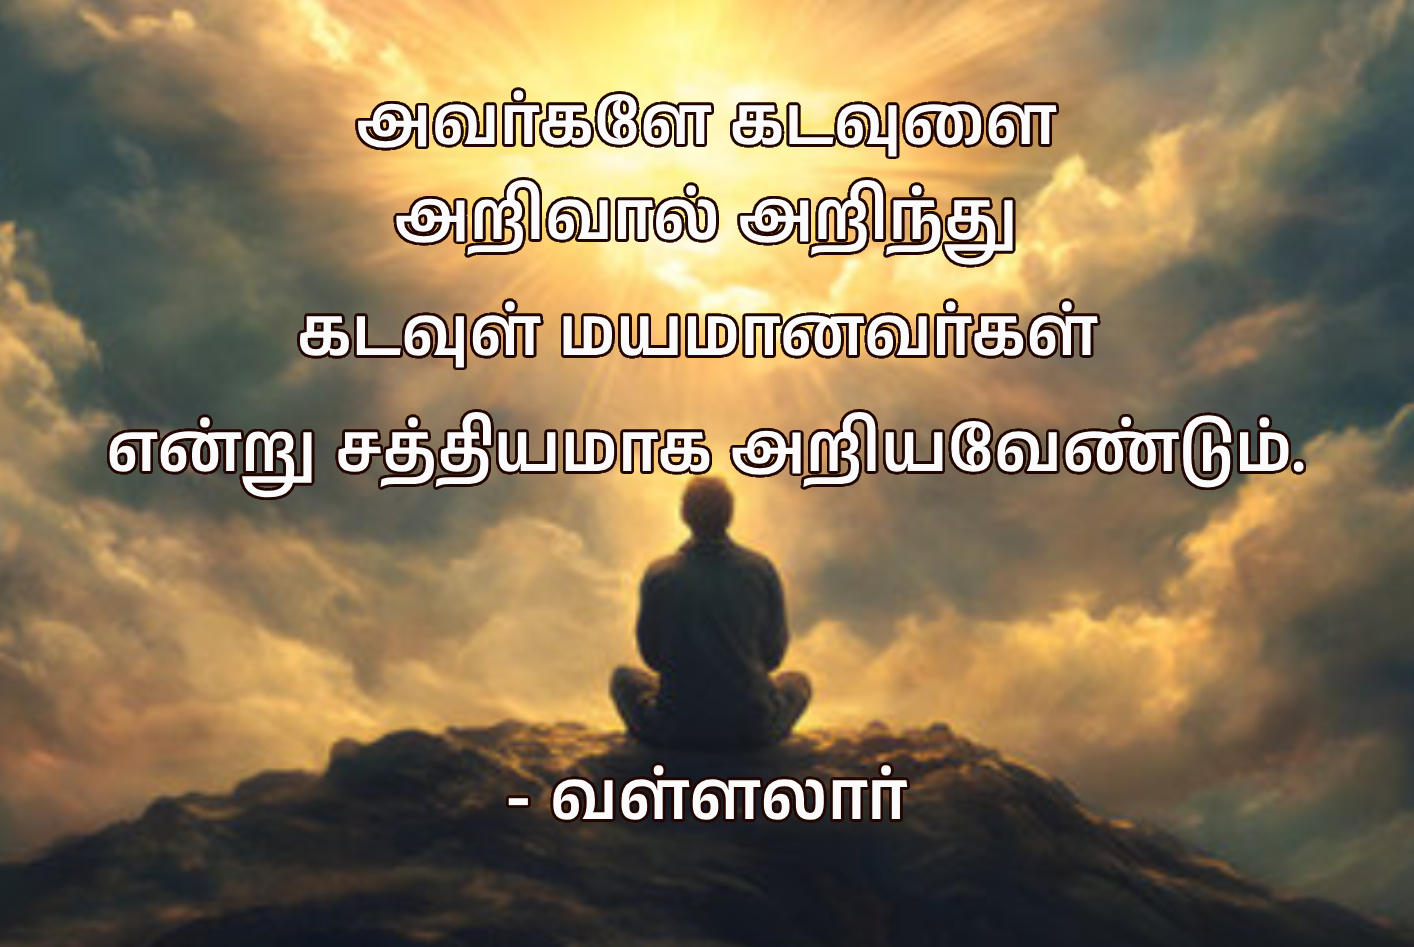 அவர்களே கடவுளை
அறிவால் அறிந்து
கடவுள் மயமானவர்கள்
என்று சத்தியமாக அறியவேண்டும்.
- வள்ளலார்